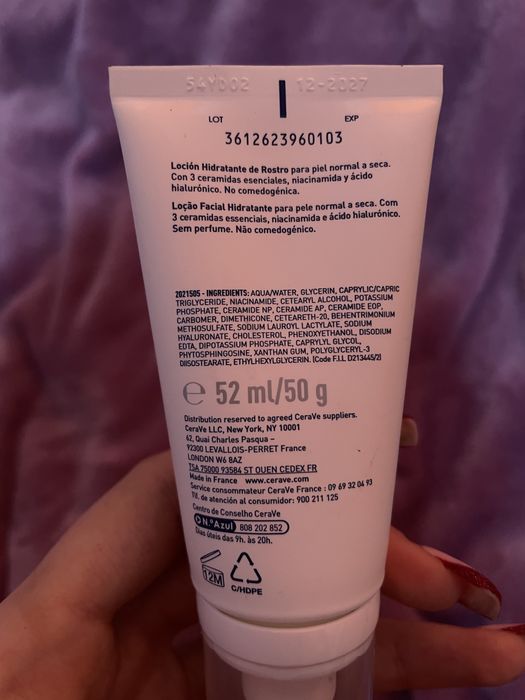 54YD02 12-2027
LOT EXP
3612623960103
Loción Hidratante de Rostro para piel normal a seca.
Con 3 ceramidas esenciales, niacinamida y ácido
hialurónico. No comedogénica.
Loção Facial Hidratante para pele normal a seca. Com
3 ceramidas essenciais, niacinamida e ácido hialurónico.
Sem perfume. Não comedogénico.
2021505 - INGREDIENTS: AQUA/WATER, GLYCERIN, CAPRYLIC/CAPRIC
TRIGLYCERIDE, NIACINAMIDE, CETEARYL ALCOHOL, POTASSIUM
PHOSPHATE, CERAMIDE NP, CERAMIDE AP, CERAMIDE EOP,
CARBOMER, DIMETHICONE, CETEARETH-20, BEHENTRIMONIUM
METHOSULFATE, SODIUM LAUROYL LACTYLATE, SODIUM
HYALURONATE, CHOLESTEROL, PHENOXYETHANOL, DISODIUM
EDTA, DIPOTASSIUM PHOSPHATE, CAPRYLYL GLYCOL,
PHYTOSPHINGOSINE, XANTHAN GUM, POLYGLYCERYL-3
DIISOSTEARATE, ETHYLHEXYLGLYCERIN. (Code F.I.L D213445/2)
℮ 52 ml/50 g
Distribution reserved to agreed CeraVe suppliers.
CeraVe LLC, New York, NY 10001
62, Quai Charles Pasqua –
92300 LEVALLOIS-PERRET France
LONDON W6 8AZ
TSA 75000 93584 ST OUEN CEDEX FR
Made in France www.cerave.com
Service consommateur CeraVe France : 09 69 32 04 93
Tlf. de atención al consumidor: 900 211 125
Centro de Conselho CeraVe
N.º Azul 808 202 852
Dias úteis das 9h. às 20h.
12M
C/HDPE